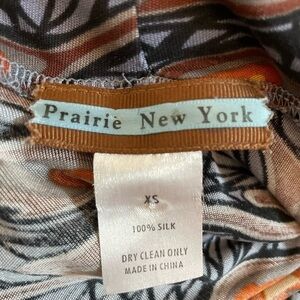 Prairie New York
XS
100% SILK
DRY CLEAN ONLY
MADE IN CHINA